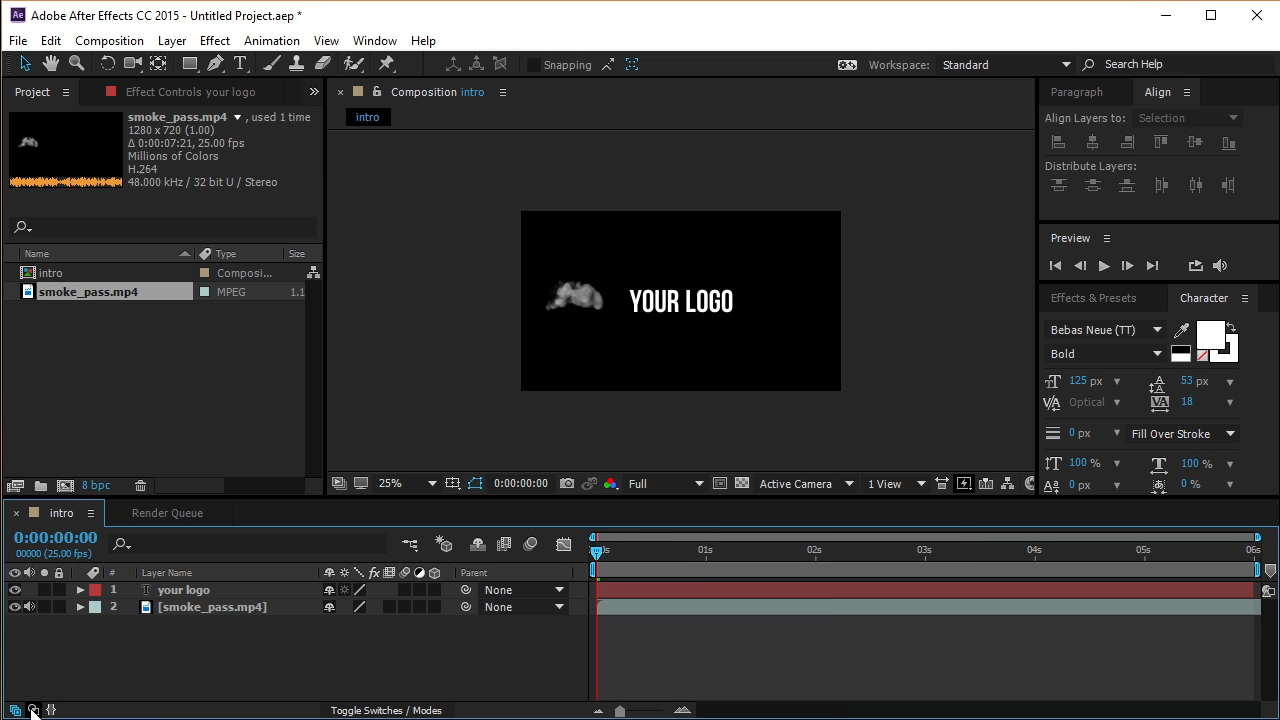 Adobe After Effects CC 2015 - Untitled Project.aep *
File Edit Composition Layer Effect Animation View Window Help
Snapping Workspace: Standard Search Help
Project Effect Controls your logo
smoke_pass.mp4 , used 1 time
1280 x 720 (1.00)
Δ 0:00:07:21, 25.00 fps
Millions of Colors
H.264
48.000 kHz / 32 bit U / Stereo
Name Type Size
intro Composi...
smoke_pass.mp4 MPEG 1.1
8 bpc
Composition intro
intro
YOUR LOGO
25% 0:00:00:00 Full Active Camera 1 View
Paragraph Align
Align Layers to: Selection
Distribute Layers:
Preview
Effects & Presets Character
Bebas Neue (TT)
Bold
125 px 53 px
Optical 18
0 px Fill Over Stroke
100 % 100 %
0 px 0 %
intro Render Queue
0:00:00:00
00000 (25.00 fps)
01s 02s 03s 04s 05s 06s
# Layer Name Parent
1 T your logo None
2 [smoke_pass.mp4] None
Toggle Switches / Modes